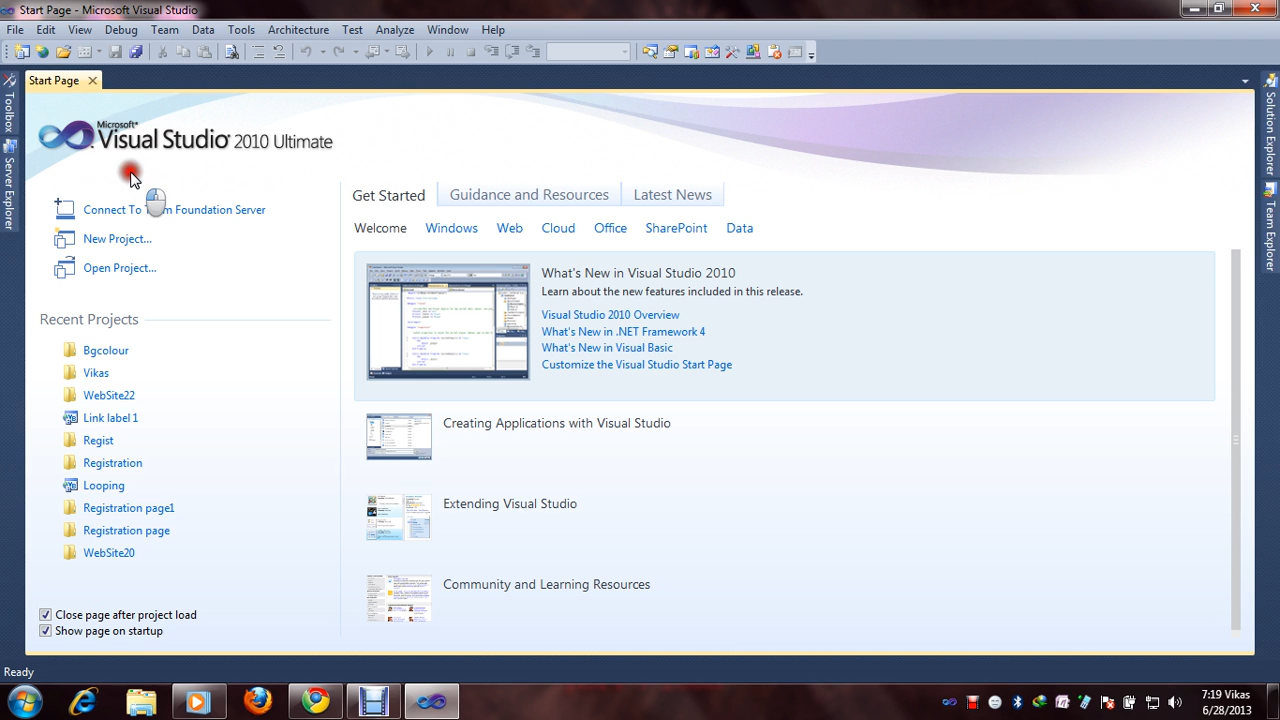 Start Page - Microsoft Visual Studio
File Edit View Debug Team Data Tools Architecture Test Analyze Window Help
Start Page
Toolbox
Server Explorer
Solution Explorer
Team Explorer
Microsoft
Visual Studio 2010 Ultimate
Connect To Foundation Server
New Project...
Open Project...
Recent Projects
Bgcolour
Vikas
WebSite22
Link label 1
Regist
Registration
Looping
Registration page1
Registration page
WebSite20
Close page project load
Show page on startup
Get Started Guidance and Resources Latest News
Welcome Windows Web Cloud Office SharePoint Data
What's New in Visual Studio 2010
Learn about the new features included in this release.
Visual Studio 2010 Overview
What's New in .NET Framework 4
What's New in Visual Basic
Customize the Visual Studio Start Page
Creating Applications with Visual Studio
Extending Visual Studio
Community and Resources
Ready
7:19 Vikas
6/28/2013